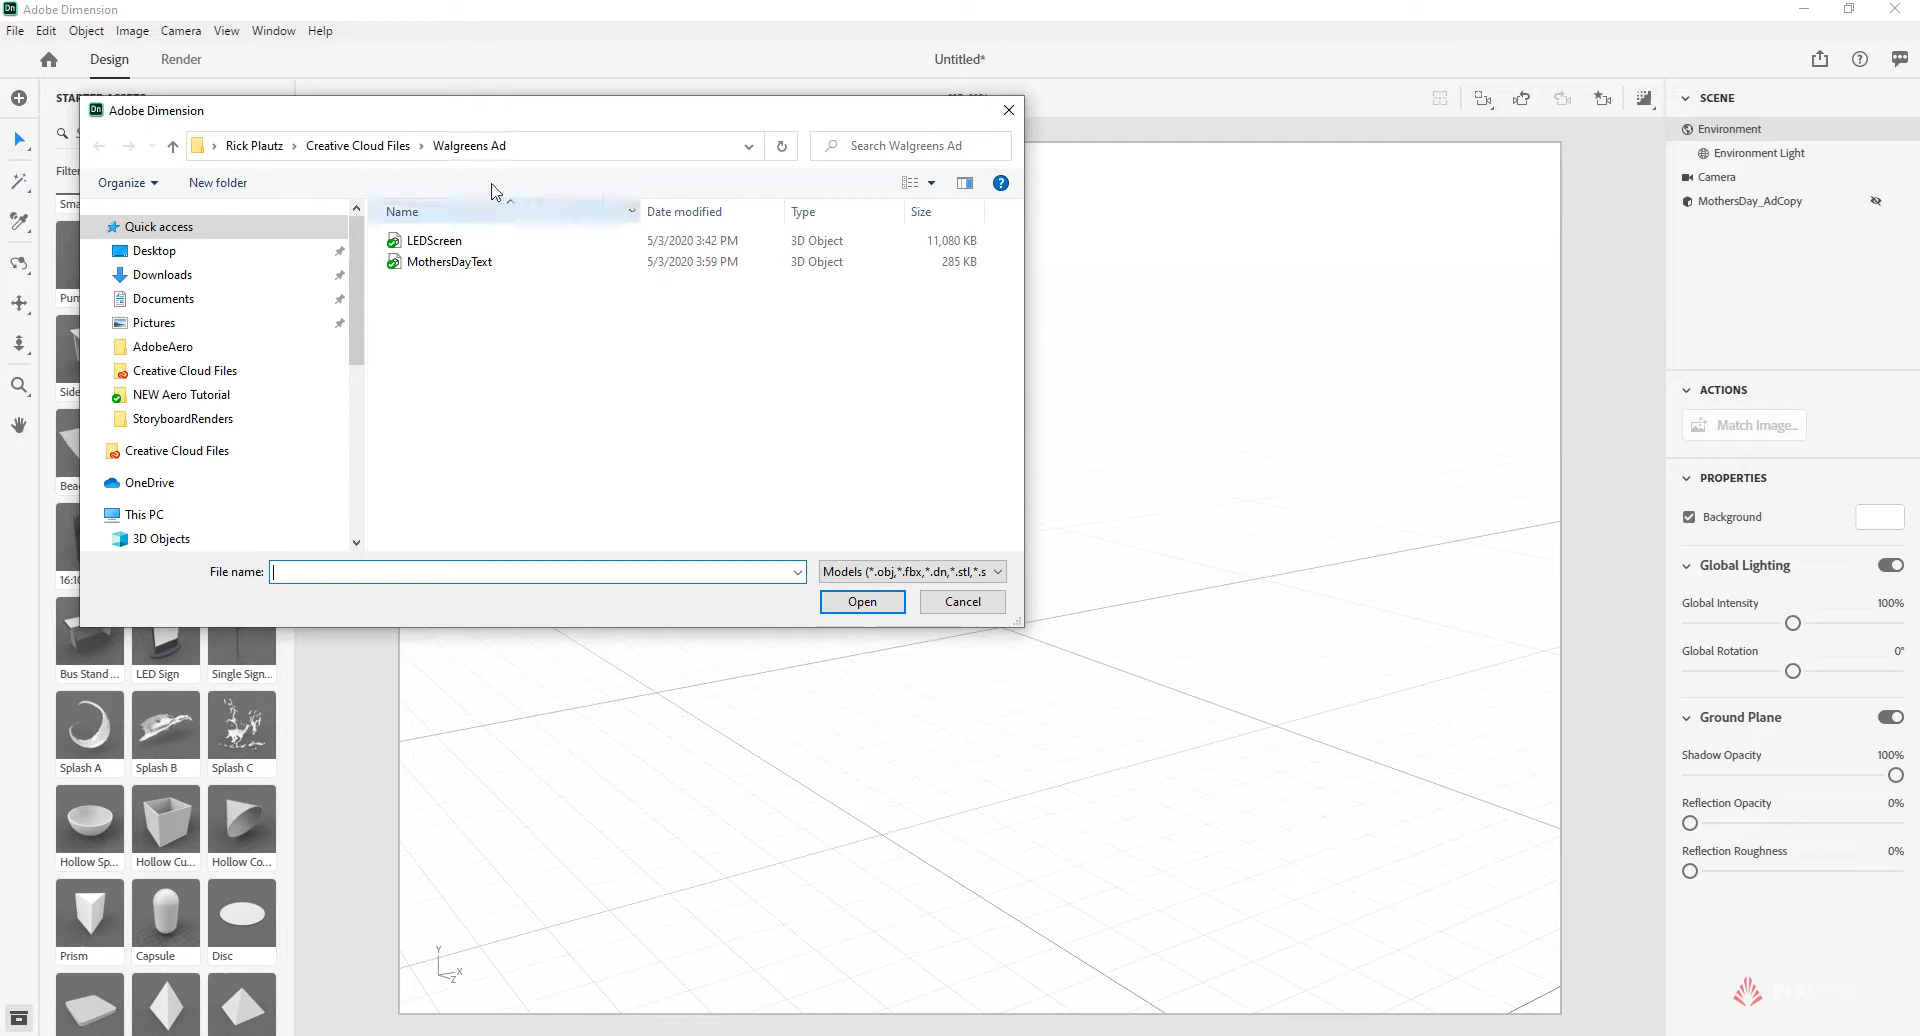 Adobe Dimension
File Edit Object Image Camera View Window Help
Design Render Untitled*
Adobe Dimension
Rick Plautz > Creative Cloud Files > Walgreens Ad
Search Walgreens Ad
Organize New folder
Name Date modified Type Size
LEDScreen 5/3/2020 3:42 PM 3D Object 11,080 KB
MothersDayText 5/3/2020 3:59 PM 3D Object 285 KB
Quick access
Desktop
Downloads
Documents
Pictures
AdobeAero
Creative Cloud Files
NEW Aero Tutorial
StoryboardRenders
Creative Cloud Files
OneDrive
This PC
3D Objects
File name:
Models (*.obj,*.fbx,*.dn,*.stl,*.s
Open Cancel
Filter
Sma
Pum
Side
Bea
16:10
Bus Stand ... LED Sign Single Sign...
Splash A Splash B Splash C
Hollow Sp... Hollow Cu... Hollow Co...
Prism Capsule Disc
Y
X
Z
SCENE
Environment
Environment Light
Camera
MothersDay_AdCopy
ACTIONS
Match Image...
PROPERTIES
Background
Global Lighting
Global Intensity 100%
Global Rotation 0°
Ground Plane
Shadow Opacity 100%
Reflection Opacity 0%
Reflection Roughness 0%